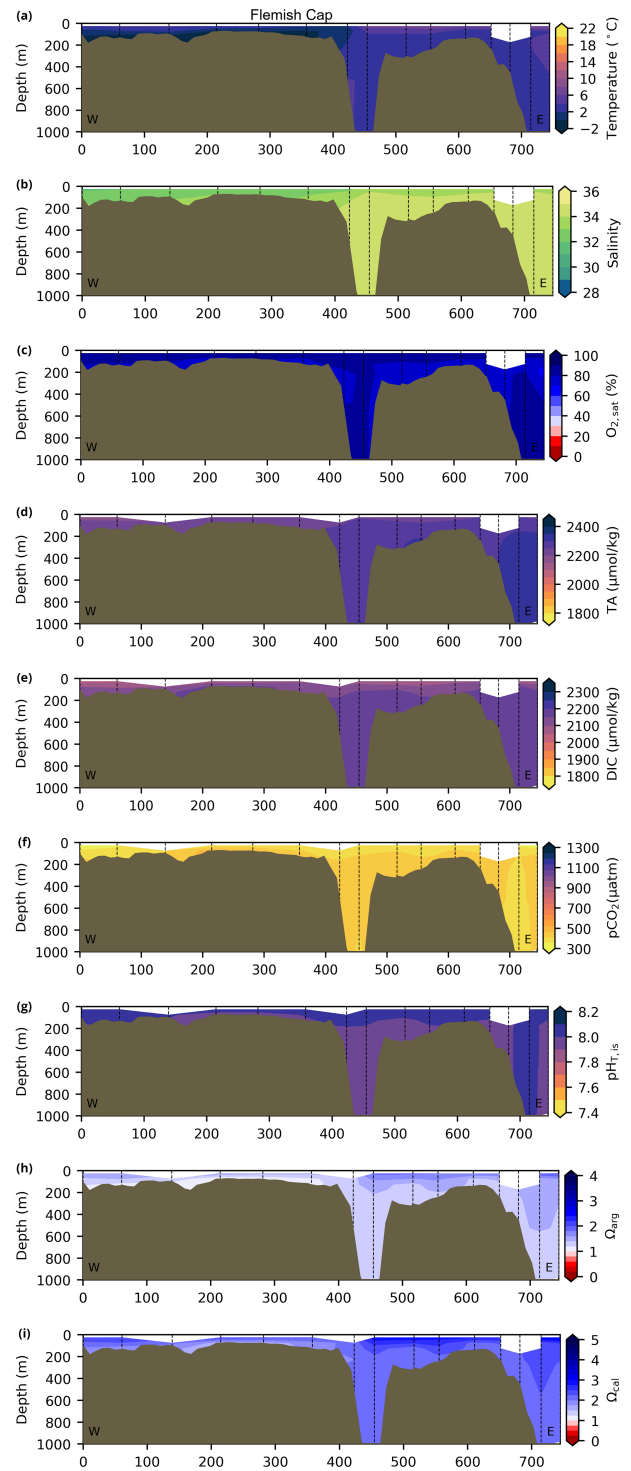 Flemish Cap
(a)
0
200
400
600
800
1000
Depth (m)
W
E
0 100 200 300 400 500 600 700
22
18
14
10
6
2
−2
Temperature (°C)
(b)
0
200
400
600
800
1000
Depth (m)
W
E
0 100 200 300 400 500 600 700
36
34
32
30
28
Salinity
(c)
0
200
400
600
800
1000
Depth (m)
W
E
0 100 200 300 400 500 600 700
100
80
60
40
20
0
O2, sat (%)
(d)
0
200
400
600
800
1000
Depth (m)
W
E
0 100 200 300 400 500 600 700
2400
2200
2000
1800
TA (μmol/kg)
(e)
0
200
400
600
800
1000
Depth (m)
W
E
0 100 200 300 400 500 600 700
2300
2200
2100
2000
1900
1800
DIC (μmol/kg)
(f)
0
200
400
600
800
1000
Depth (m)
W
E
0 100 200 300 400 500 600 700
1300
1100
900
700
500
300
pCO2(μatm)
(g)
0
200
400
600
800
1000
Depth (m)
W
E
0 100 200 300 400 500 600 700
8.2
8.0
7.8
7.6
7.4
pHT, is
(h)
0
200
400
600
800
1000
Depth (m)
W
E
0 100 200 300 400 500 600 700
4
3
2
1
0
Ωarg
(i)
0
200
400
600
800
1000
Depth (m)
W
E
0 100 200 300 400 500 600 700
5
4
3
2
1
0
Ωcal